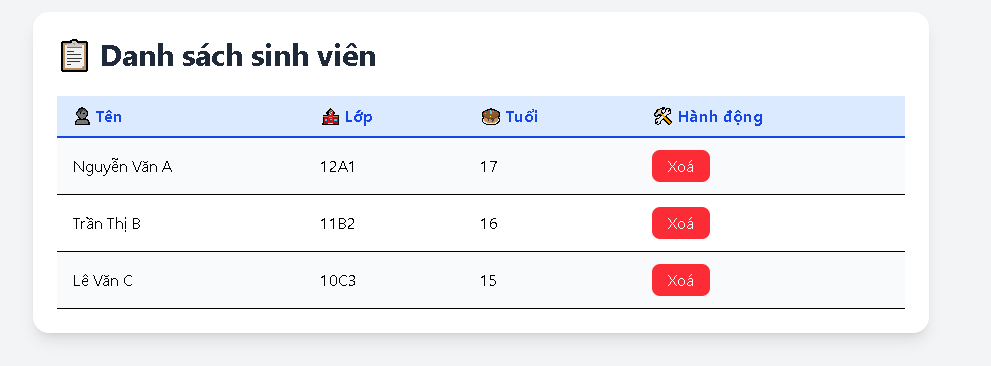 Danh sách sinh viên
Tên Lớp Tuổi Hành động
Nguyễn Văn A 12A1 17 Xoá
Trần Thị B 11B2 16 Xoá
Lê Văn C 10C3 15 Xoá